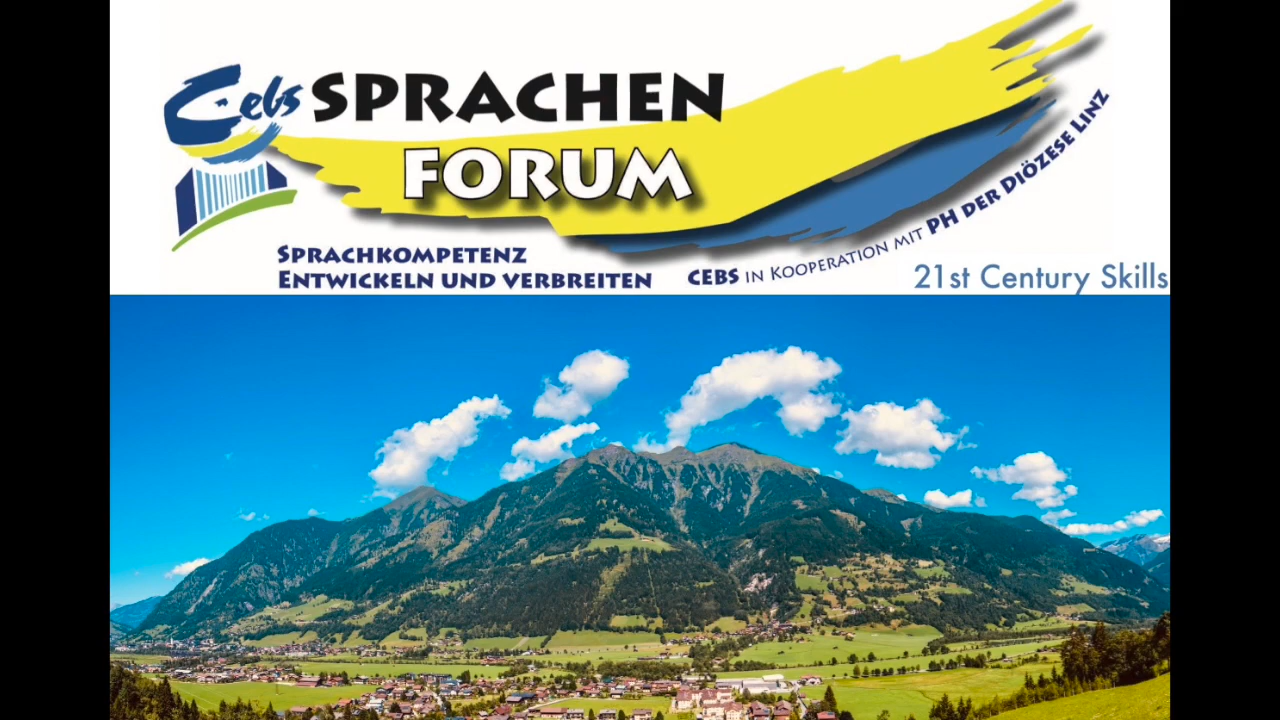 Cebs SPRACHEN
FORUM
SPRACHKOMPETENZ
ENTWICKELN UND VERBREITEN
CEBS IN KOOPERATION MIT PH DER DIÖZESE LINZ
21st Century Skills